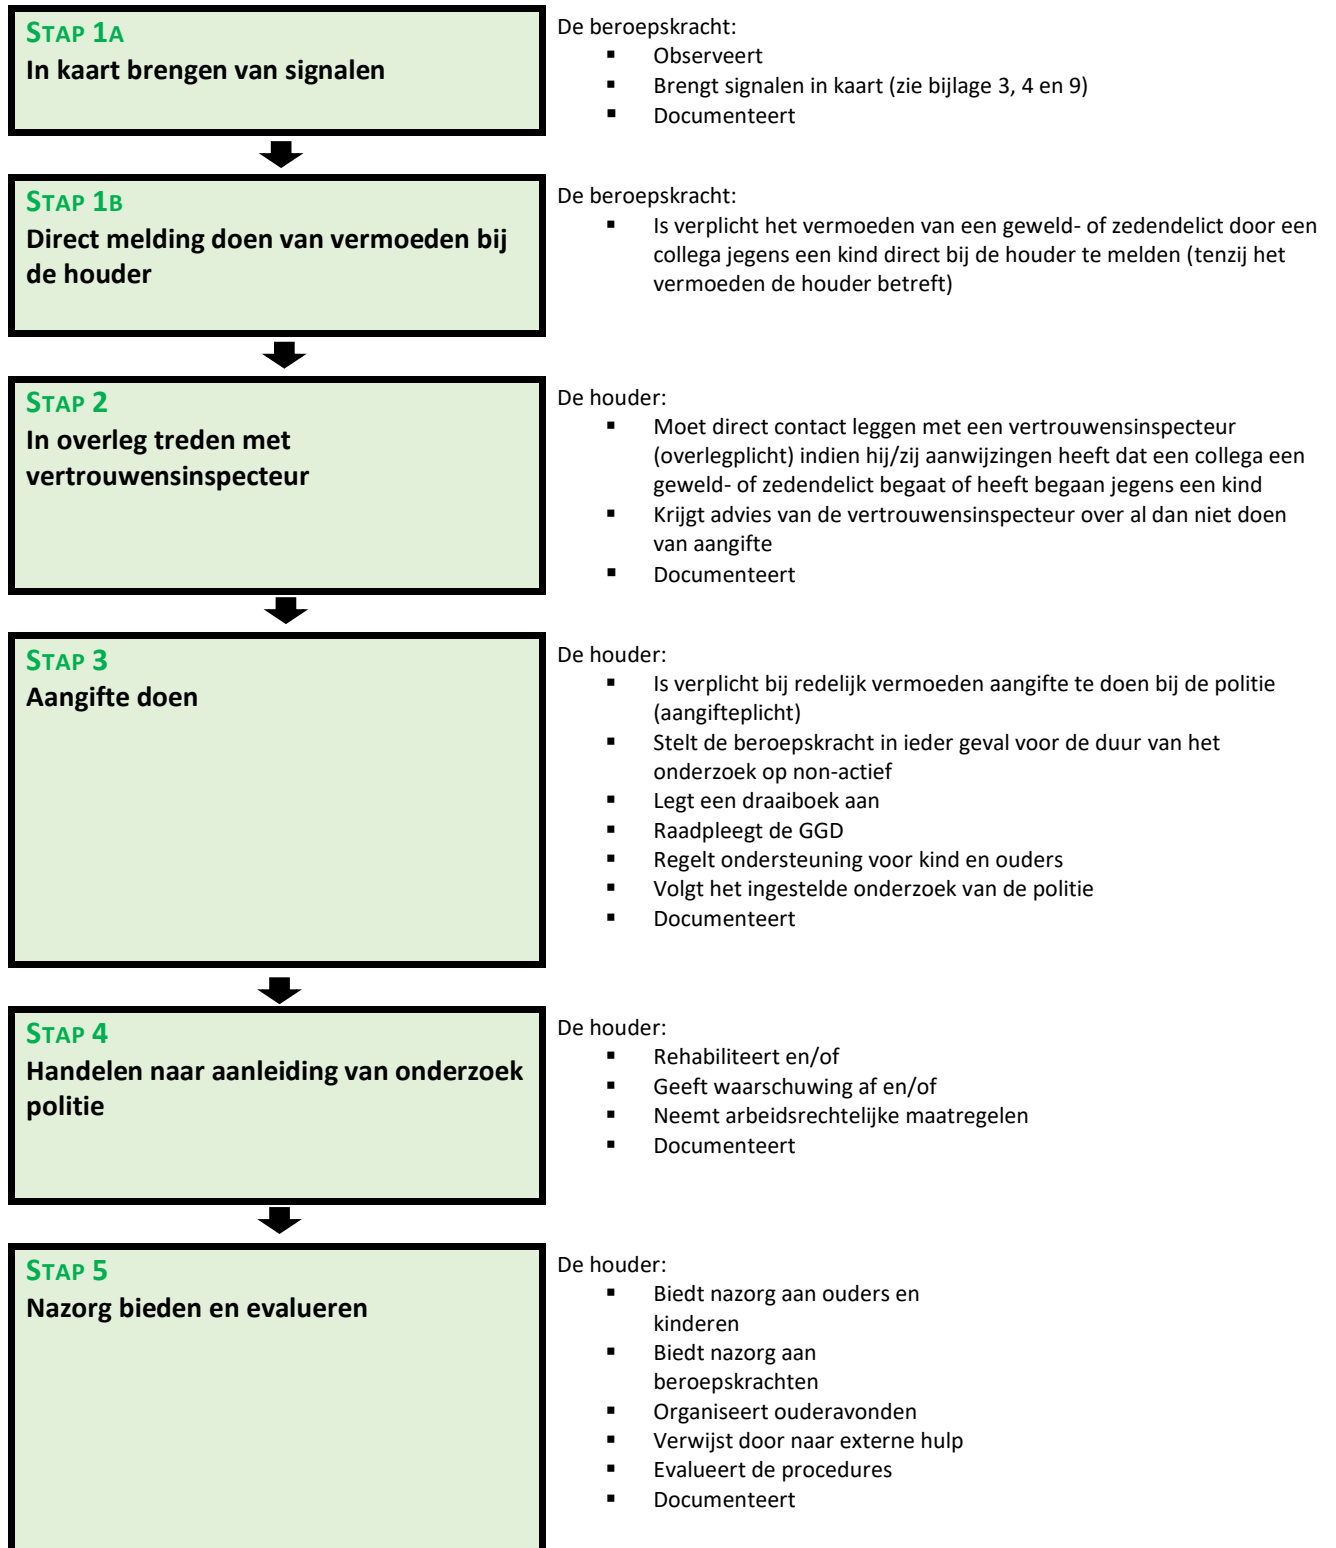 STAP 1A
In kaart brengen van signalen
De beroepskracht:
▪ Observeert
▪ Brengt signalen in kaart (zie bijlage 3, 4 en 9)
▪ Documenteert
STAP 1B
Direct melding doen van vermoeden bij
de houder
De beroepskracht:
▪ Is verplicht het vermoeden van een geweld- of zedendelict door een
collega jegens een kind direct bij de houder te melden (tenzij het
vermoeden de houder betreft)
STAP 2
In overleg treden met
vertrouwensinspecteur
De houder:
▪ Moet direct contact leggen met een vertrouwensinspecteur
(overlegplicht) indien hij/zij aanwijzingen heeft dat een collega een
geweld- of zedendelict begaat of heeft begaan jegens een kind
▪ Krijgt advies van de vertrouwensinspecteur over al dan niet doen
van aangifte
▪ Documenteert
STAP 3
Aangifte doen
De houder:
▪ Is verplicht bij redelijk vermoeden aangifte te doen bij de politie
(aangifteplicht)
▪ Stelt de beroepskracht in ieder geval voor de duur van het
onderzoek op non-actief
▪ Legt een draaiboek aan
▪ Raadpleegt de GGD
▪ Regelt ondersteuning voor kind en ouders
▪ Volgt het ingestelde onderzoek van de politie
▪ Documenteert
STAP 4
Handelen naar aanleiding van onderzoek
politie
De houder:
▪ Rehabiliteert en/of
▪ Geeft waarschuwing af en/of
▪ Neemt arbeidsrechtelijke maatregelen
▪ Documenteert
STAP 5
Nazorg bieden en evalueren
De houder:
▪ Biedt nazorg aan ouders en
kinderen
▪ Biedt nazorg aan
beroepskrachten
▪ Organiseert ouderavonden
▪ Verwijst door naar externe hulp
▪ Evalueert de procedures
▪ Documenteert